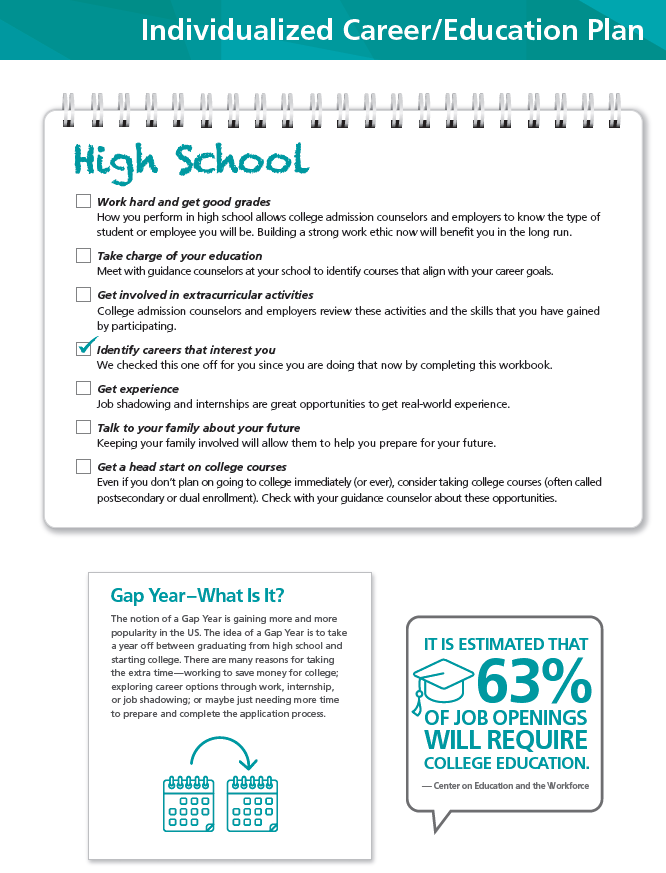 Individualized Career/Education Plan
High School
Work hard and get good grades
How you perform in high school allows college admission counselors and employers to know the type of
student or employee you will be. Building a strong work ethic now will benefit you in the long run.
Take charge of your education
Meet with guidance counselors at your school to identify courses that align with your career goals.
Get involved in extracurricular activities
College admission counselors and employers review these activities and the skills that you have gained
by participating.
Identify careers that interest you
We checked this one off for you since you are doing that now by completing this workbook.
Get experience
Job shadowing and internships are great opportunities to get real-world experience.
Talk to your family about your future
Keeping your family involved will allow them to help you prepare for your future.
Get a head start on college courses
Even if you don't plan on going to college immediately (or ever), consider taking college courses (often called
postsecondary or dual enrollment). Check with your guidance counselor about these opportunities.
Gap Year–What Is It?
The notion of a Gap Year is gaining more and more
popularity in the US. The idea of a Gap Year is to take
a year off between graduating from high school and
starting college. There are many reasons for taking
the extra time—working to save money for college;
exploring career options through work, internship,
or job shadowing; or maybe just needing more time
to prepare and complete the application process.
IT IS ESTIMATED THAT
63%
OF JOB OPENINGS
WILL REQUIRE
COLLEGE EDUCATION.
— Center on Education and the Workforce